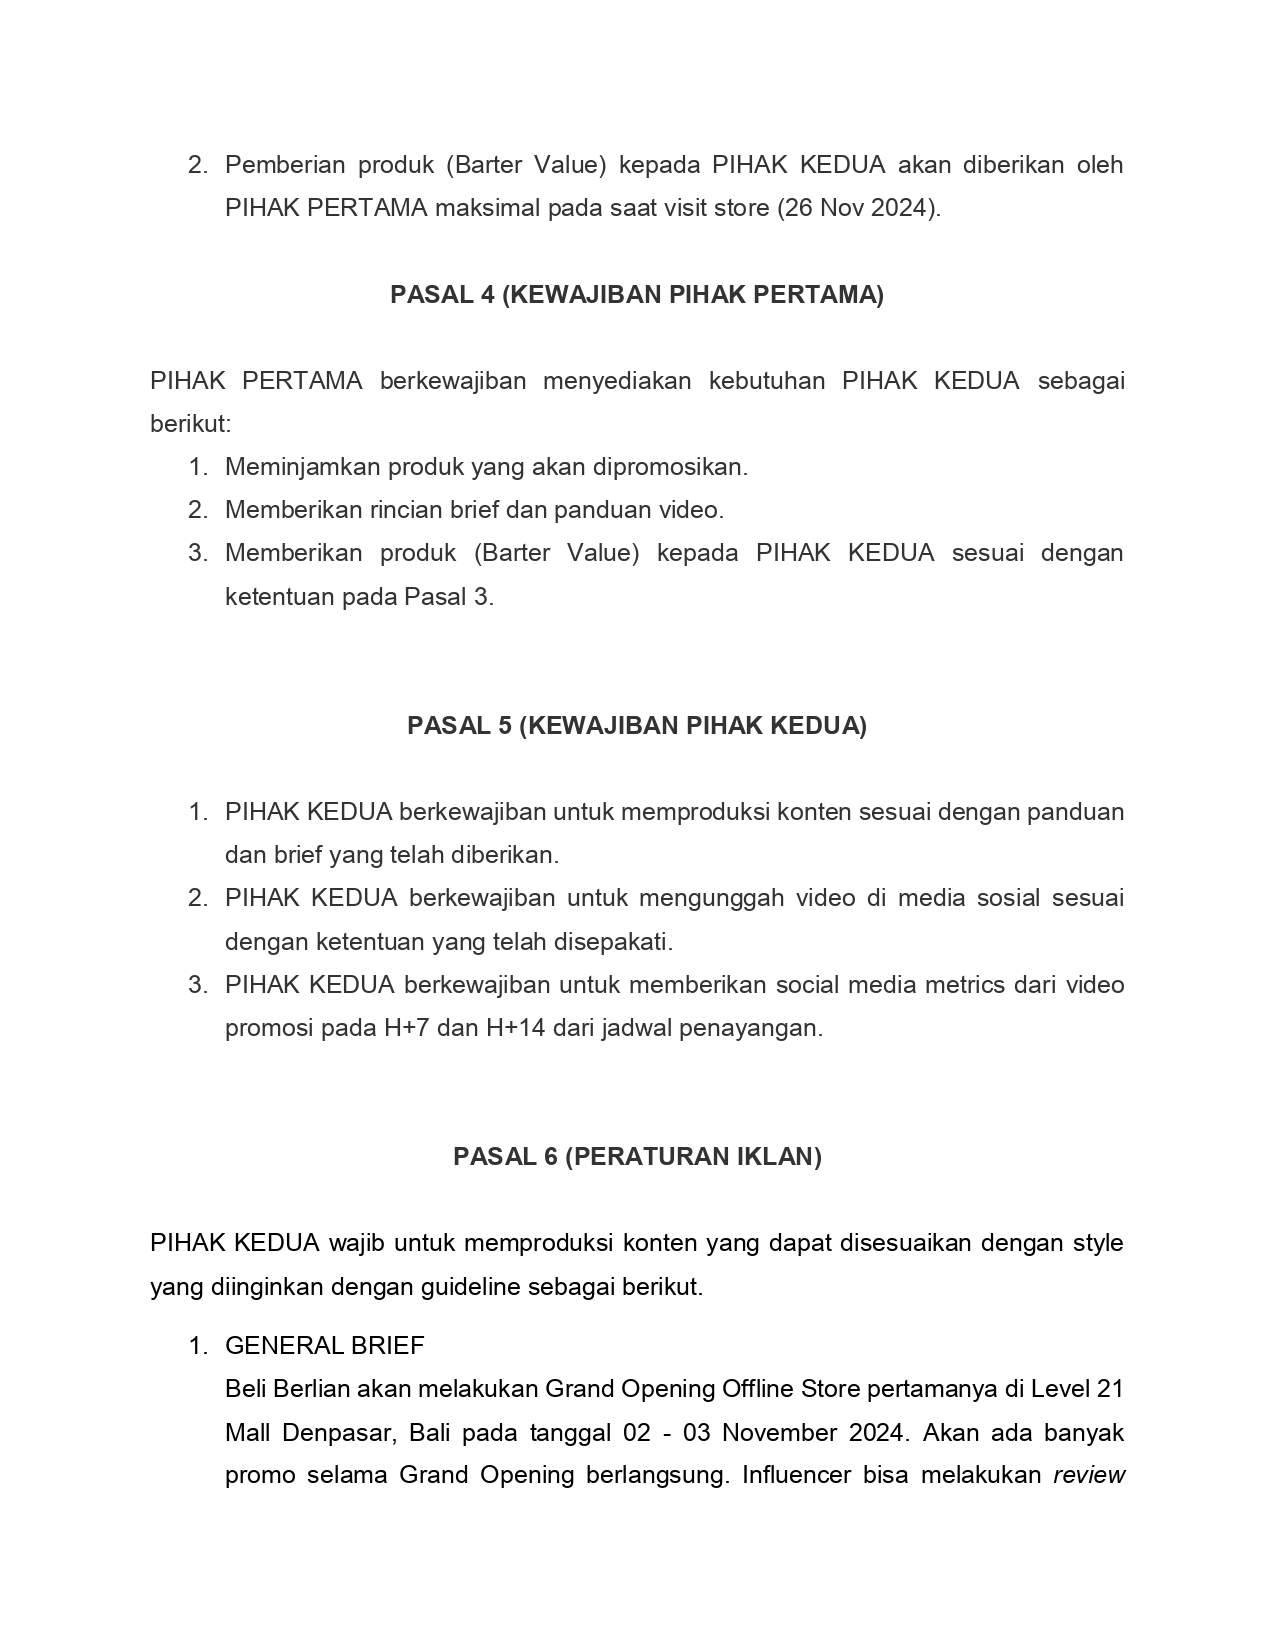 2. Pemberian produk (Barter Value) kepada PIHAK KEDUA akan diberikan oleh
PIHAK PERTAMA maksimal pada saat visit store (26 Nov 2024).
PASAL 4 (KEWAJIBAN PIHAK PERTAMA)
PIHAK PERTAMA berkewajiban menyediakan kebutuhan PIHAK KEDUA sebagai
berikut:
1. Meminjamkan produk yang akan dipromosikan.
2. Memberikan rincian brief dan panduan video.
3. Memberikan produk (Barter Value) kepada PIHAK KEDUA sesuai dengan
ketentuan pada Pasal 3.
PASAL 5 (KEWAJIBAN PIHAK KEDUA)
1. PIHAK KEDUA berkewajiban untuk memproduksi konten sesuai dengan panduan
dan brief yang telah diberikan.
2. PIHAK KEDUA berkewajiban untuk mengunggah video di media sosial sesuai
dengan ketentuan yang telah disepakati.
3. PIHAK KEDUA berkewajiban untuk memberikan social media metrics dari video
promosi pada H+7 dan H+14 dari jadwal penayangan.
PASAL 6 (PERATURAN IKLAN)
PIHAK KEDUA wajib untuk memproduksi konten yang dapat disesuaikan dengan style
yang diinginkan dengan guideline sebagai berikut.
1. GENERAL BRIEF
Beli Berlian akan melakukan Grand Opening Offline Store pertamanya di Level 21
Mall Denpasar, Bali pada tanggal 02 - 03 November 2024. Akan ada banyak
promo selama Grand Opening berlangsung. Influencer bisa melakukan review